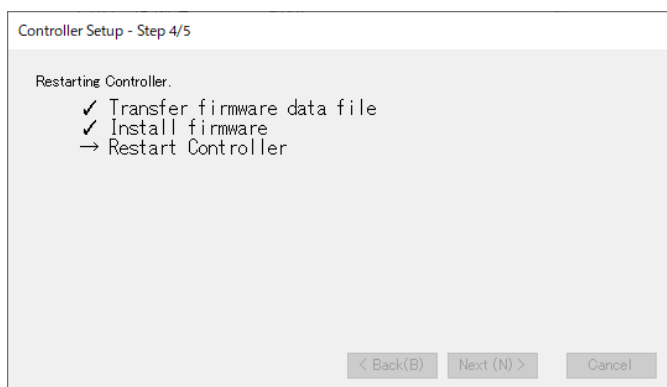 Controller Setup - Step 4/5
Restarting Controller.
✓ Transfer firmware data file
✓ Install firmware
→ Restart Controller
< Back(B) Next (N) > Cancel